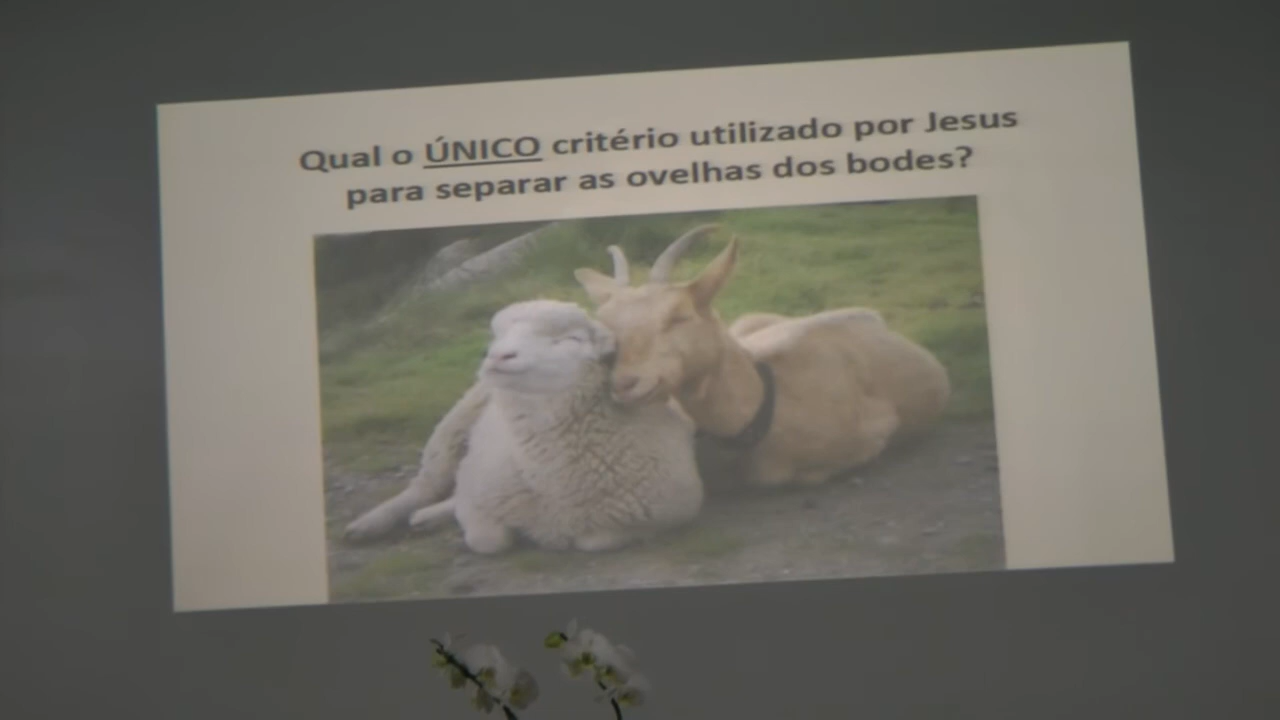 Qual o ÚNICO critério utilizado por Jesus
para separar as ovelhas dos bodes?